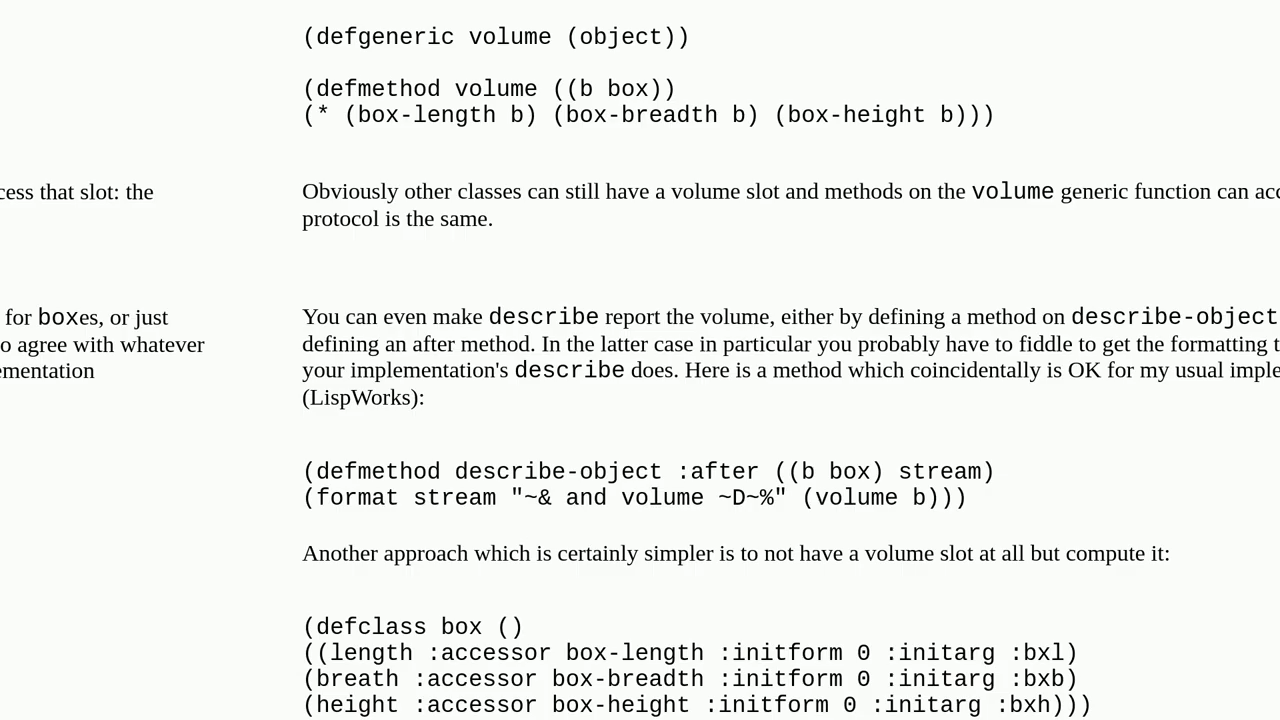 (defgeneric volume (object))
(defmethod volume ((b box))
(* (box-length b) (box-breadth b) (box-height b)))
cess that slot: the
Obviously other classes can still have a volume slot and methods on the volume generic function can acc
protocol is the same.
for boxes, or just
o agree with whatever
ementation
You can even make describe report the volume, either by defining a method on describe-object
defining an after method. In the latter case in particular you probably have to fiddle to get the formatting t
your implementation's describe does. Here is a method which coincidentally is OK for my usual imple
(LispWorks):
(defmethod describe-object :after ((b box) stream)
(format stream "~& and volume ~D~%" (volume b)))
Another approach which is certainly simpler is to not have a volume slot at all but compute it:
(defclass box ()
((length :accessor box-length :initform 0 :initarg :bxl)
(breath :accessor box-breadth :initform 0 :initarg :bxb)
(height :accessor box-height :initform 0 :initarg :bxh)))